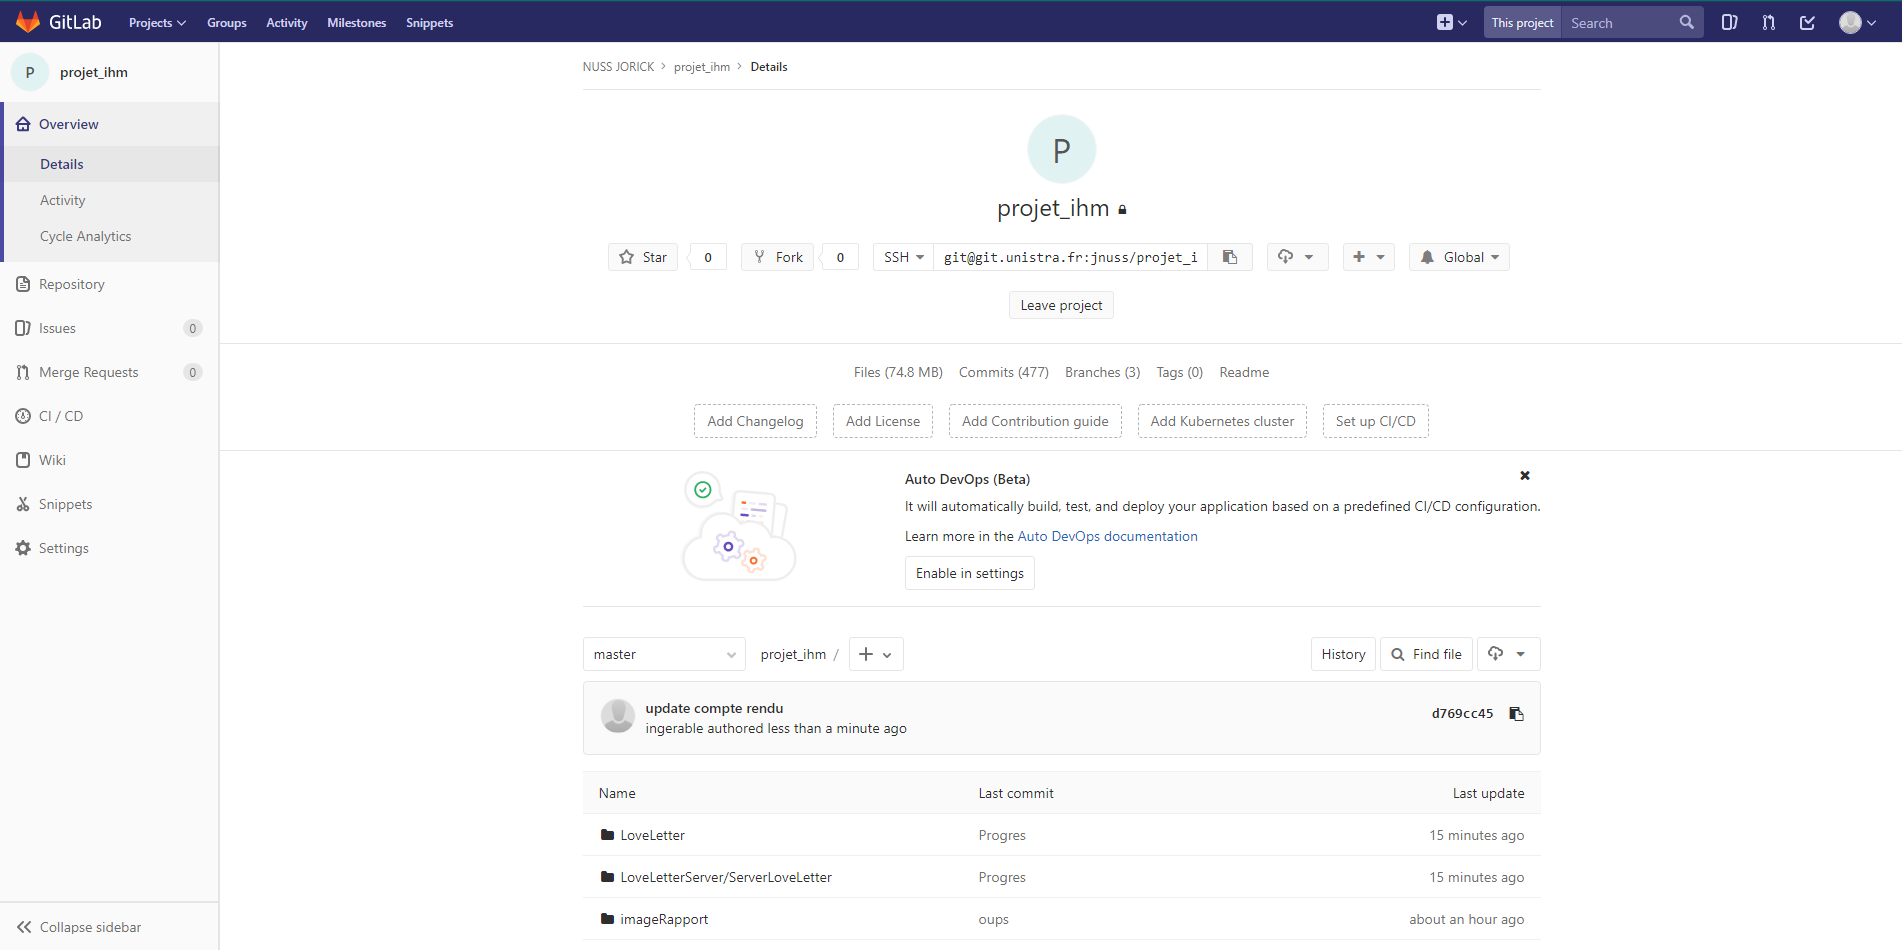 GitLab Projects Groups Activity Milestones Snippets This project Search
P projet_ihm
Overview
Details
Activity
Cycle Analytics
Repository
Issues 0
Merge Requests 0
CI / CD
Wiki
Snippets
Settings
Collapse sidebar
NUSS JORICK > projet_ihm > Details
P
projet_ihm
Star 0 Fork 0 SSH git@git.unistra.fr:jnuss/projet_i Global
Leave project
Files (74.8 MB) Commits (477) Branches (3) Tags (0) Readme
Add Changelog Add License Add Contribution guide Add Kubernetes cluster Set up CI/CD
Auto DevOps (Beta)
It will automatically build, test, and deploy your application based on a predefined CI/CD configuration.
Learn more in the Auto DevOps documentation
Enable in settings
master projet_ihm / History Find file
update compte rendu
ingerable authored less than a minute ago
d769cc45
Name Last commit Last update
LoveLetter Progres 15 minutes ago
LoveLetterServer/ServerLoveLetter Progres 15 minutes ago
imageRapport oups about an hour ago